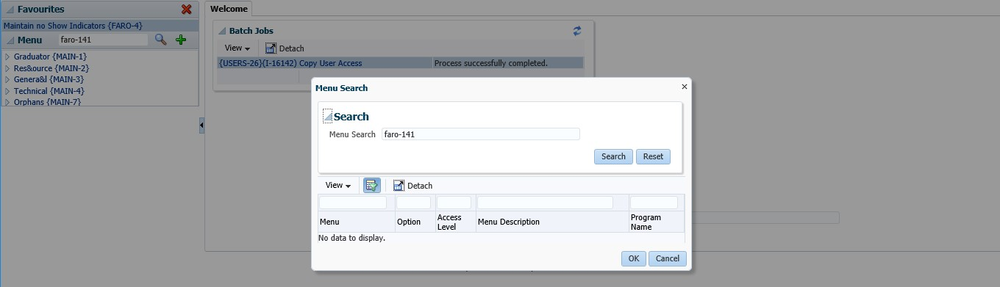 Favourites
Welcome
Maintain no Show Indicators {FARO-4}
Menu faro-141
Graduator {MAIN-1}
Res&ource {MAIN-2}
Genera&l {MAIN-3}
Technical {MAIN-4}
Orphans {MAIN-7}
Batch Jobs
View Detach
{USERS-26}{I-16142} Copy User Access Process successfully completed.
Menu Search
Search
Menu Search faro-141
Search Reset
View Detach
Menu Option Access Level Menu Description Program Name
No data to display.
OK Cancel